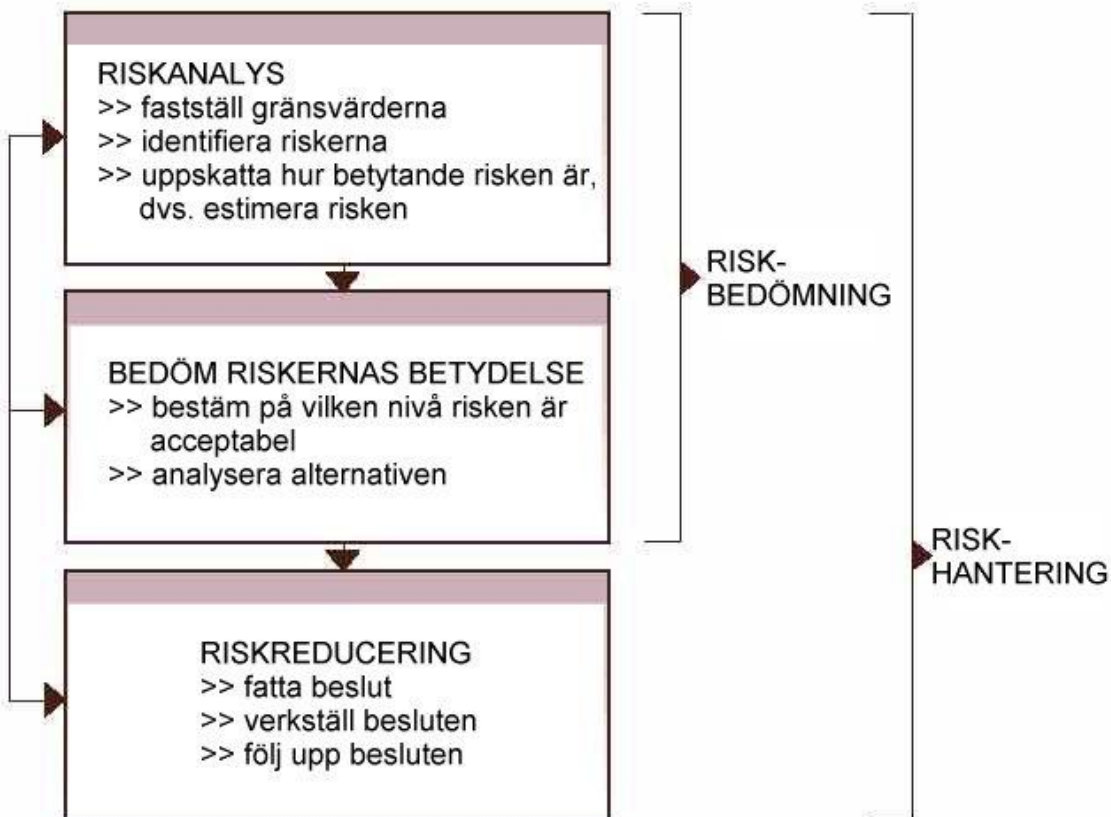 RISKANALYS
>> fastställ gränsvärderna
>> identifiera riskerna
>> uppskatta hur betytande risken är,
dvs. estimera risken
RISK-
BEDÖMNING
BEDÖM RISKERNAS BETYDELSE
>> bestäm på vilken nivå risken är
acceptabel
>> analysera alternativen
RISK-
HANTERING
RISKREDUCERING
>> fatta beslut
>> verkställ besluten
>> följ upp besluten